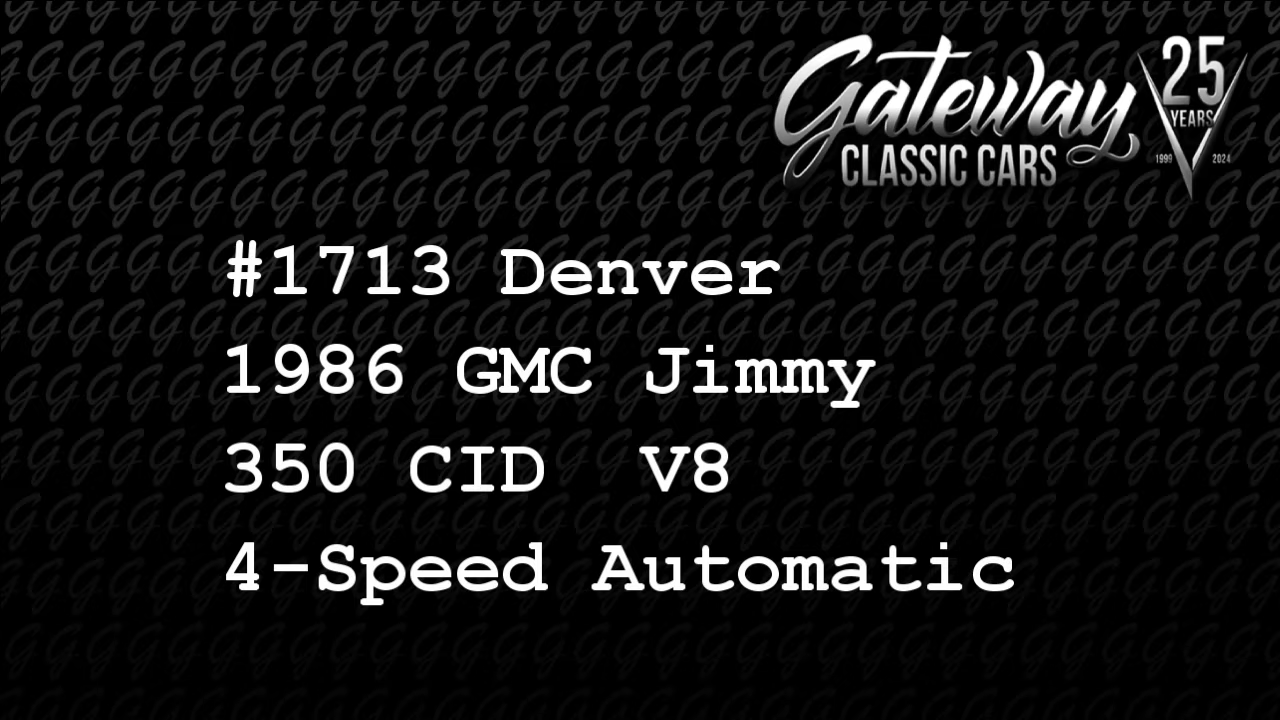 Gateway
CLASSIC CARS
25
YEARS
1999 2024
#1713 Denver
1986 GMC Jimmy
350 CID V8
4-Speed Automatic